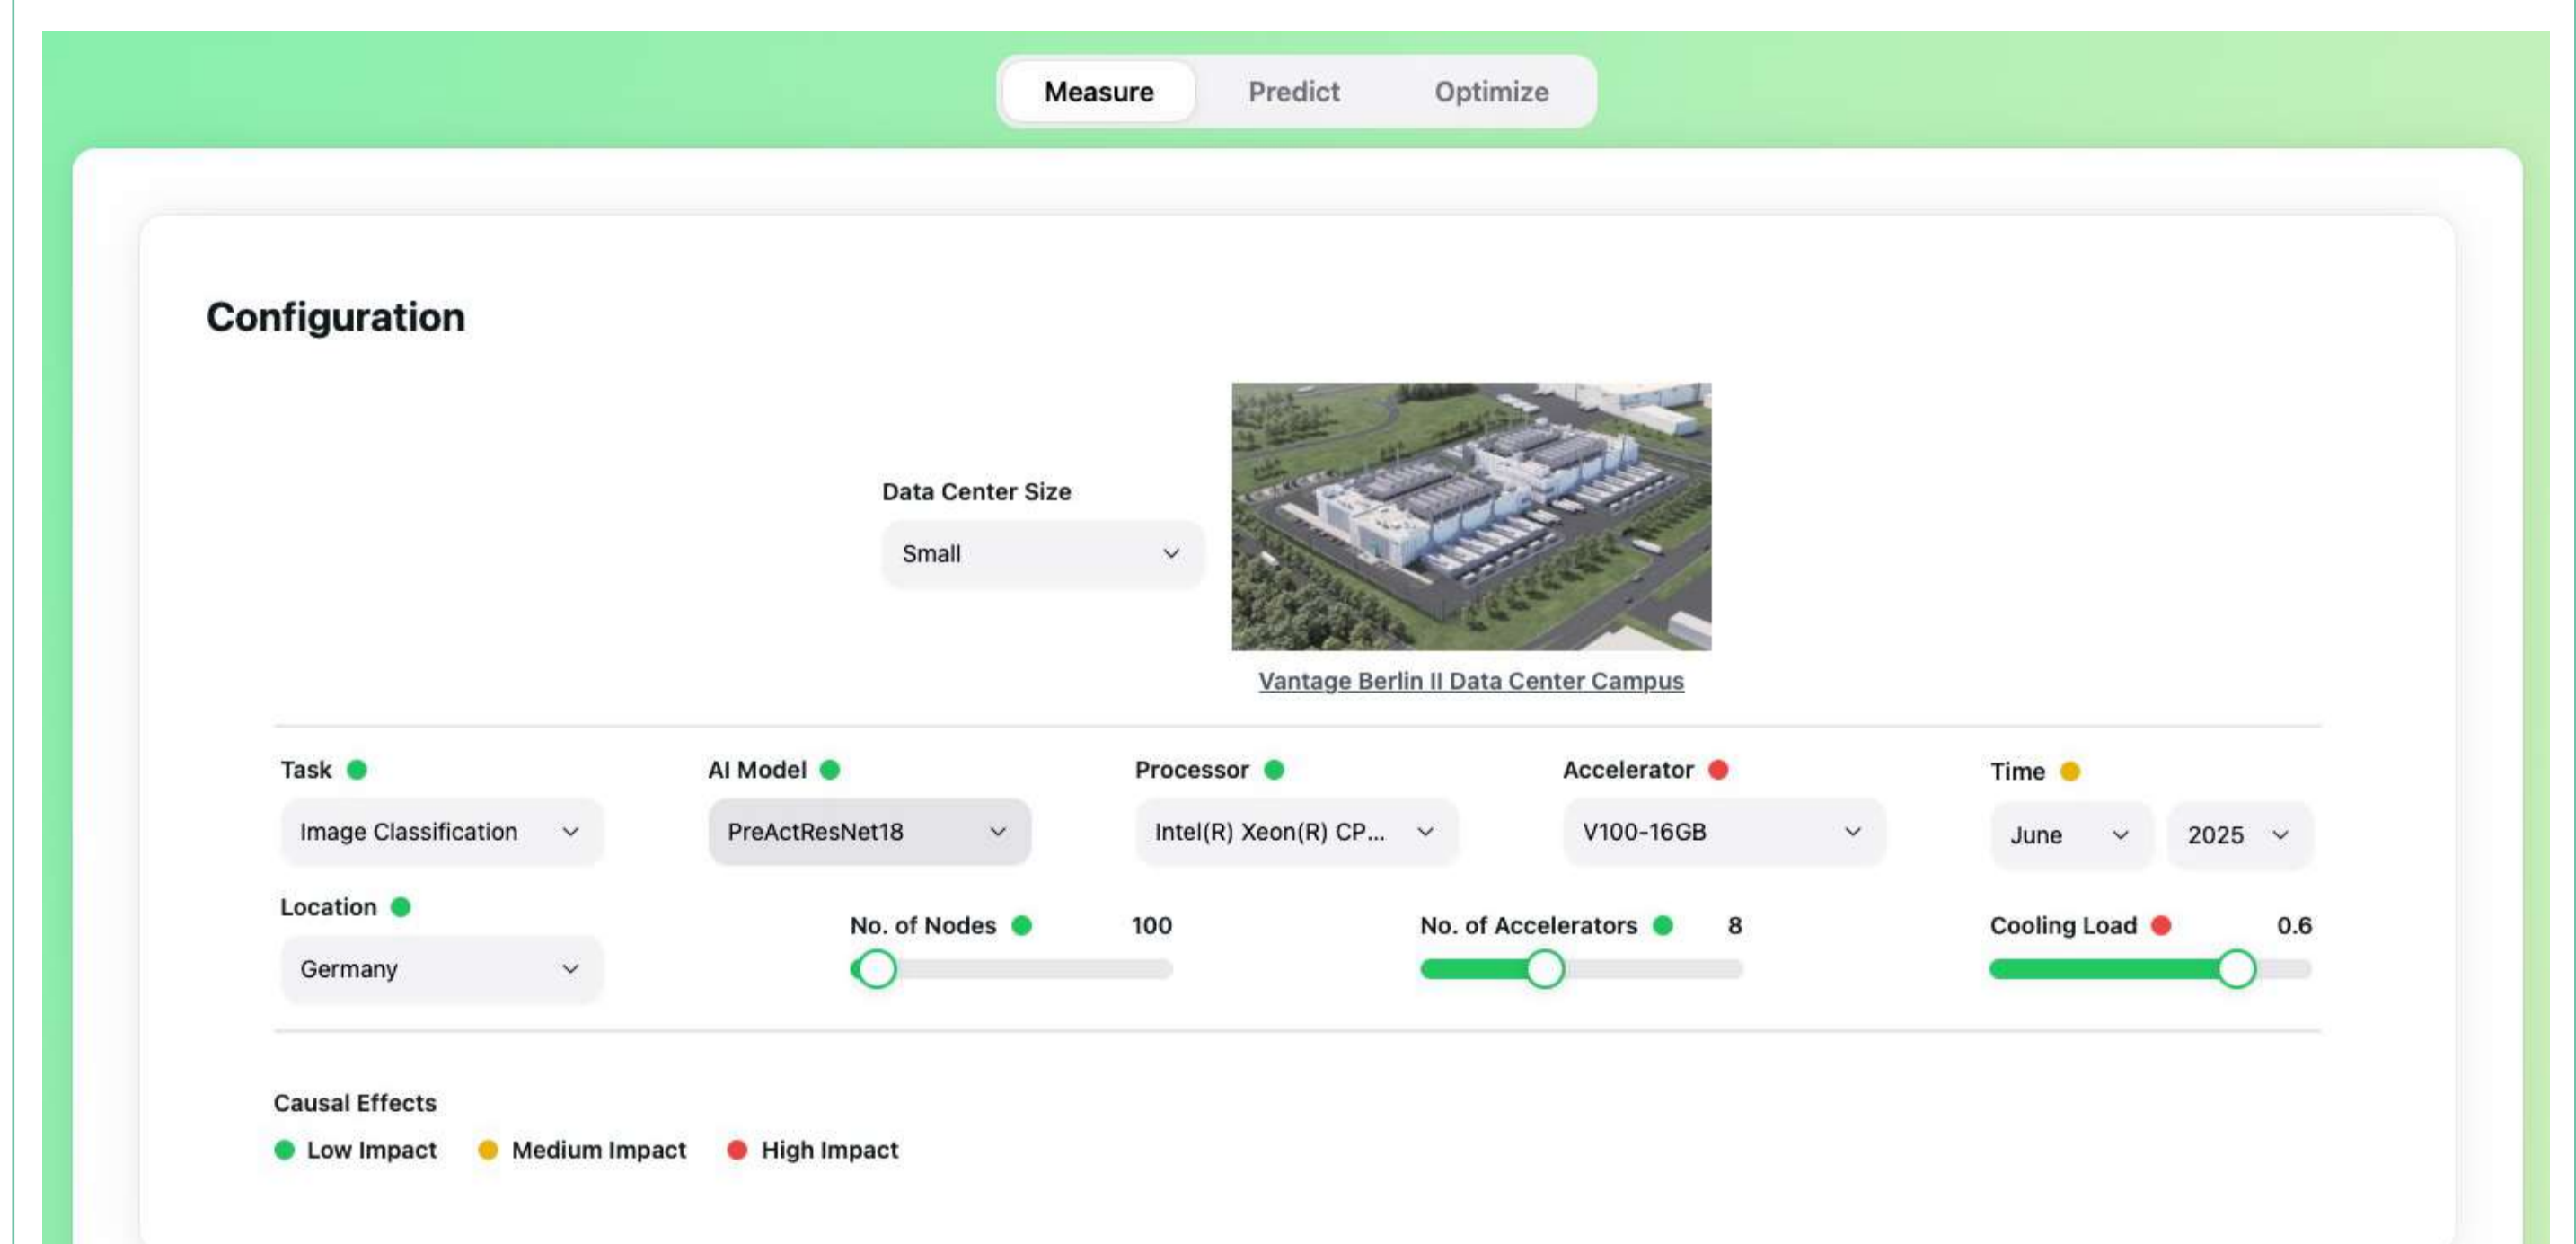 Measure Predict Optimize
Configuration
Data Center Size
Small
Vantage Berlin II Data Center Campus
Task AI Model Processor Accelerator Time
Image Classification PreActResNet18 Intel(R) Xeon(R) CP... V100-16GB June 2025
Location
No. of Nodes 100 No. of Accelerators 8 Cooling Load 0.6
Germany
Causal Effects
Low Impact Medium Impact High Impact